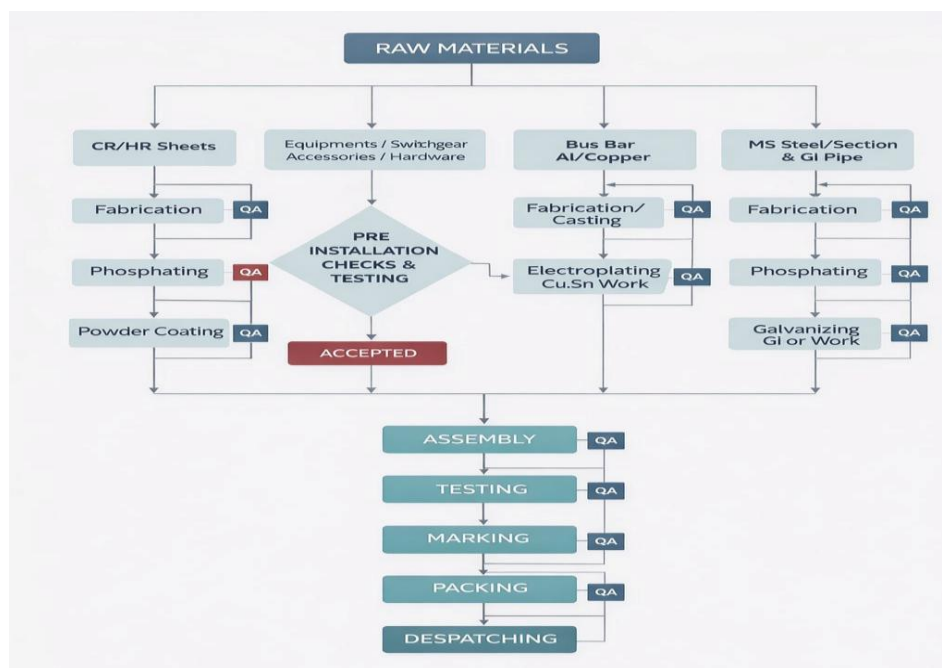 RAW MATERIALS
CR/HR Sheets
Equipments / Switchgear
Accessories / Hardware
Bus Bar
Al/Copper
MS Steel/Section
& GI Pipe
Fabrication
QA
PRE
INSTALLATION
CHECKS &
TESTING
Fabrication/
Casting
QA
Fabrication
QA
Phosphating
QA
Electroplating
Cu.Sn Work
QA
Phosphating
QA
Powder Coating
QA
ACCEPTED
Galvanizing
GI or Work
QA
ASSEMBLY
QA
TESTING
QA
MARKING
QA
PACKING
QA
DESPATCHING